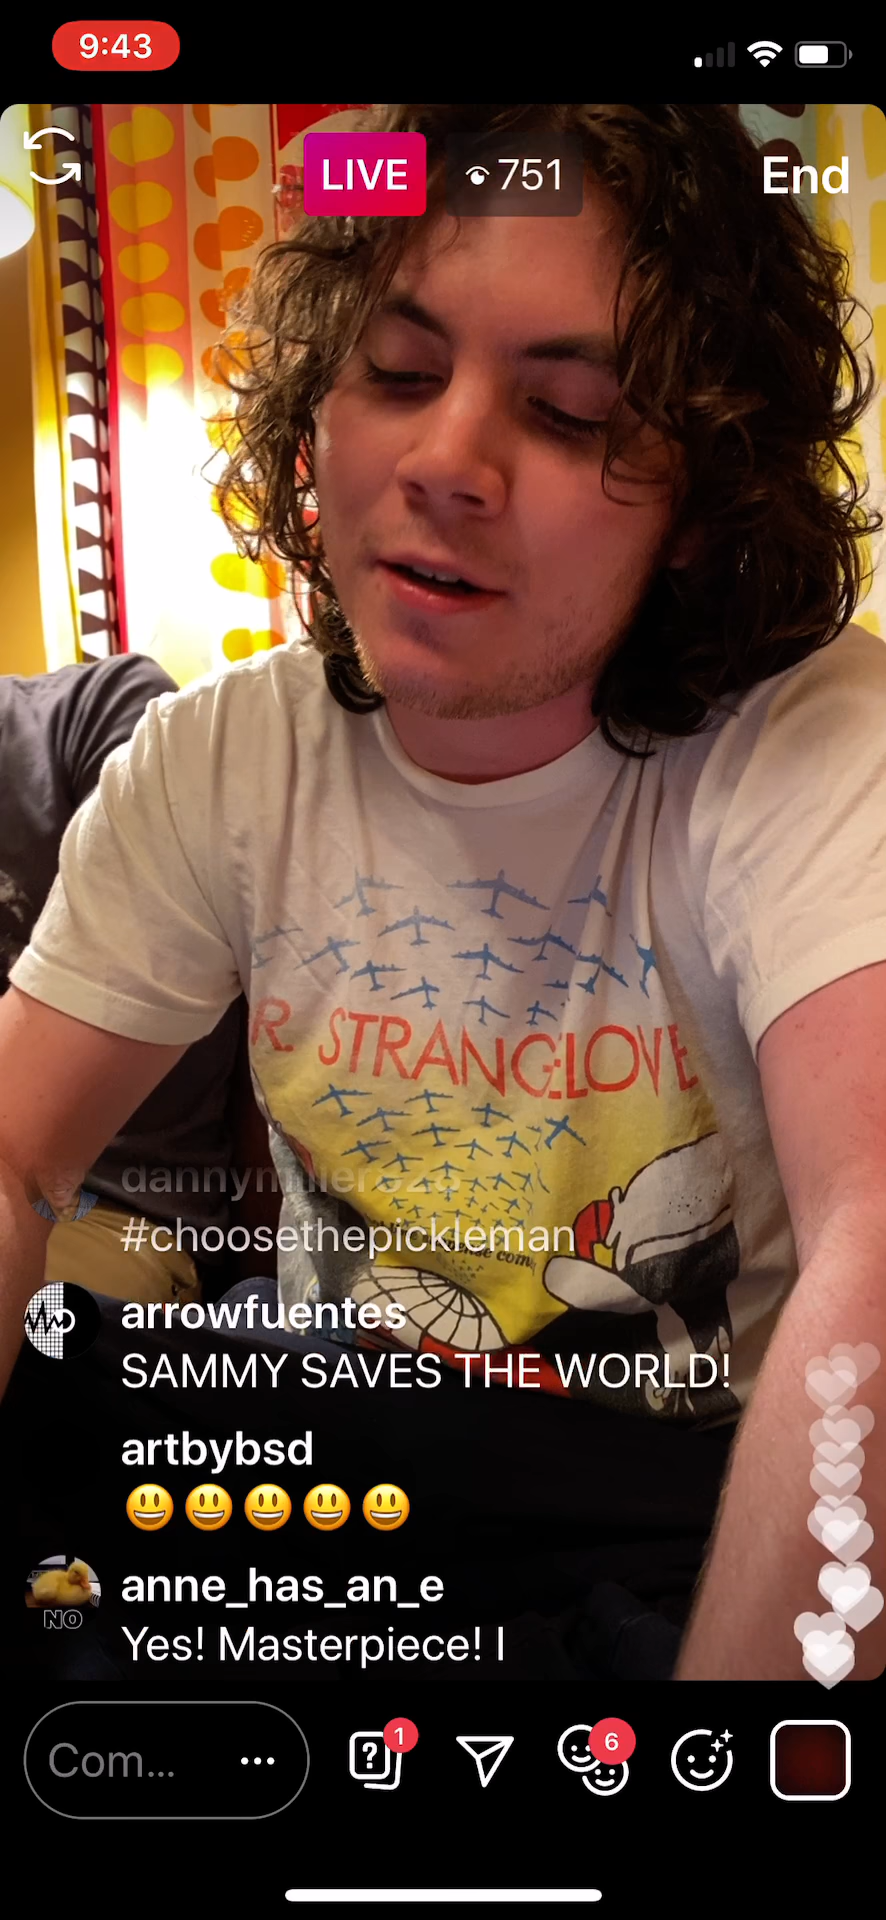 9:43
LIVE
751
End
R. STRANGELOVE
#choosethepickleman
arrowfuentes
SAMMY SAVES THE WORLD!
artbybsd
😃😃😃😃😃
anne_has_an_e
NO
Yes! Masterpiece! I
Com...
1
6